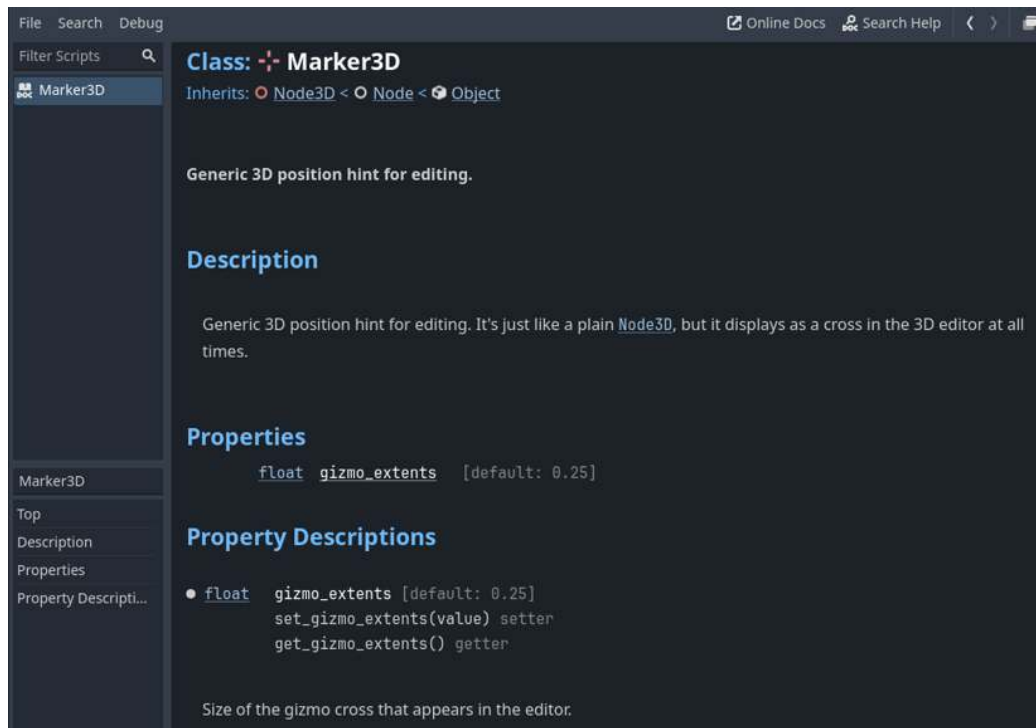 File Search Debug Online Docs Search Help
Filter Scripts
Marker3D
Class: Marker3D
Inherits: Node3D < Node < Object
Generic 3D position hint for editing.
Description
Generic 3D position hint for editing. It's just like a plain Node3D, but it displays as a cross in the 3D editor at all
times.
Properties
float gizmo_extents [default: 0.25]
Property Descriptions
float gizmo_extents [default: 0.25]
set_gizmo_extents(value) setter
get_gizmo_extents() getter
Size of the gizmo cross that appears in the editor.
Marker3D
Top
Description
Properties
Property Descripti...